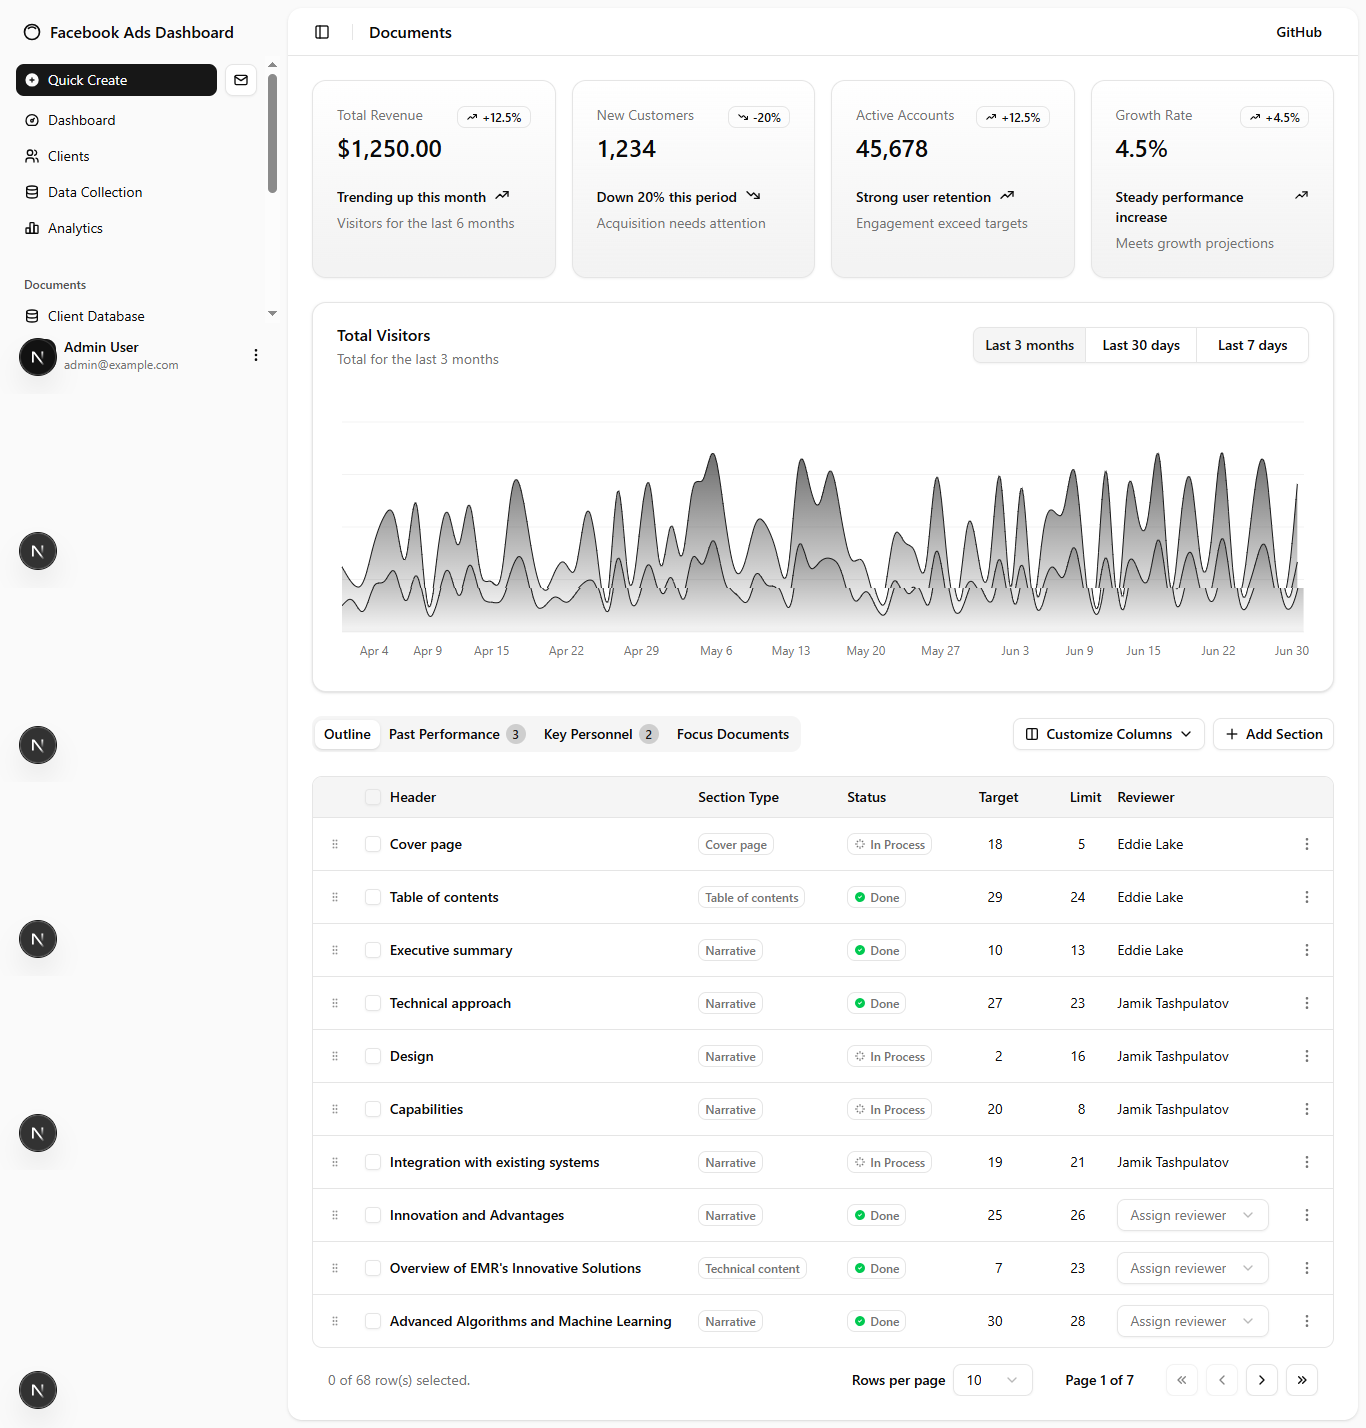 Facebook Ads Dashboard
Quick Create
Dashboard
Clients
Data Collection
Analytics
Documents
Client Database
N
Admin User
admin@example.com
N
N
N
N
N
Documents
GitHub
Total Revenue
+12.5%
$1,250.00
Trending up this month
Visitors for the last 6 months
New Customers
-20%
1,234
Down 20% this period
Acquisition needs attention
Active Accounts
+12.5%
45,678
Strong user retention
Engagement exceed targets
Growth Rate
+4.5%
4.5%
Steady performance
increase
Meets growth projections
Total Visitors
Total for the last 3 months
Last 3 months Last 30 days Last 7 days
Apr 4 Apr 9 Apr 15 Apr 22 Apr 29 May 6 May 13 May 20 May 27 Jun 3 Jun 9 Jun 15 Jun 22 Jun 30
Outline Past Performance 3 Key Personnel 2 Focus Documents
Customize Columns Add Section
Header Section Type Status Target Limit Reviewer
Cover page Cover page In Process 18 5 Eddie Lake
Table of contents Table of contents Done 29 24 Eddie Lake
Executive summary Narrative Done 10 13 Eddie Lake
Technical approach Narrative Done 27 23 Jamik Tashpulatov
Design Narrative In Process 2 16 Jamik Tashpulatov
Capabilities Narrative In Process 20 8 Jamik Tashpulatov
Integration with existing systems Narrative In Process 19 21 Jamik Tashpulatov
Innovation and Advantages Narrative Done 25 26 Assign reviewer
Overview of EMR's Innovative Solutions Technical content Done 7 23 Assign reviewer
Advanced Algorithms and Machine Learning Narrative Done 30 28 Assign reviewer
0 of 68 row(s) selected. Rows per page 10 Page 1 of 7